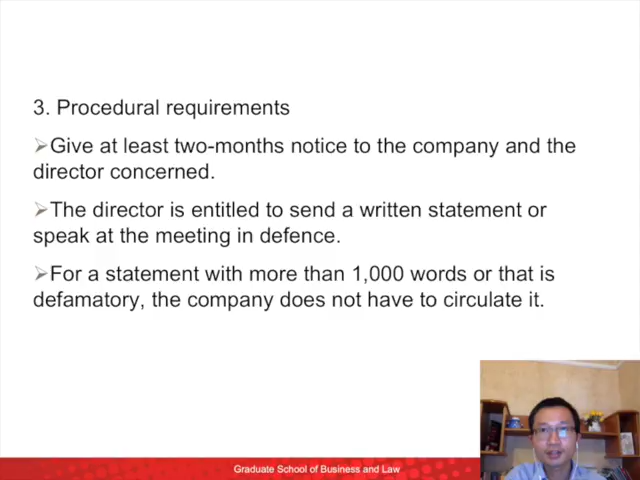 3. Procedural requirements
➢Give at least two-months notice to the company and the
director concerned.
➢The director is entitled to send a written statement or
speak at the meeting in defence.
➢For a statement with more than 1,000 words or that is
defamatory, the company does not have to circulate it.
Graduate School of Business and Law